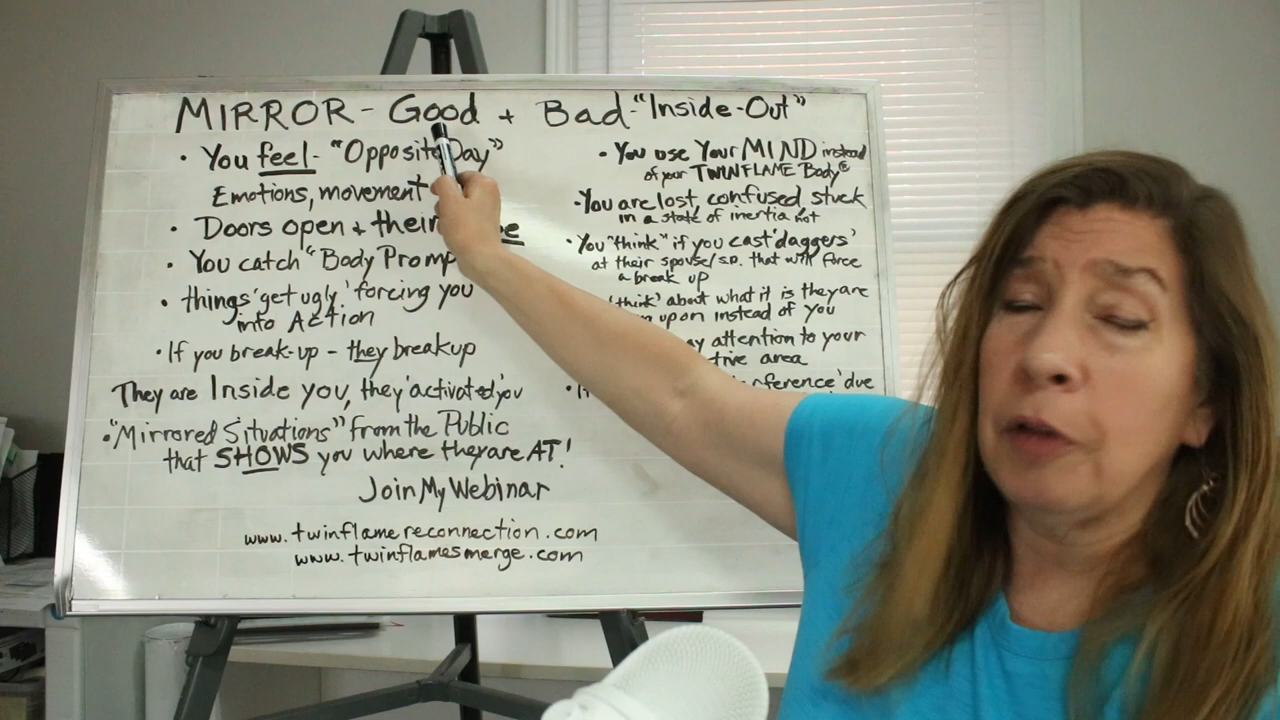 MIRROR - Good + Bad - "Inside-Out"
• You feel - "Opposite Day"
Emotions, movement
• Doors open + their
• You catch "Body Promp
• things 'get ugly' forcing you
into Action
• If you break-up - they breakup
They are Inside you, they 'activated' you
• "Mirrored Situations" from the Public
that SHOWS you where they are AT!
Join My Webinar
www.twinflamereconnection.com
www.twinflamesmerge.com
• You use Your MIND instead
of your TWINFLAME Body®
• You are lost, confused stuck
in a state of inertia not
• You "think" if you cast 'daggers'
at their spouse/s.p. that will force
a break up
'think' about what it is they are
upon instead of you
attention to your
area
due